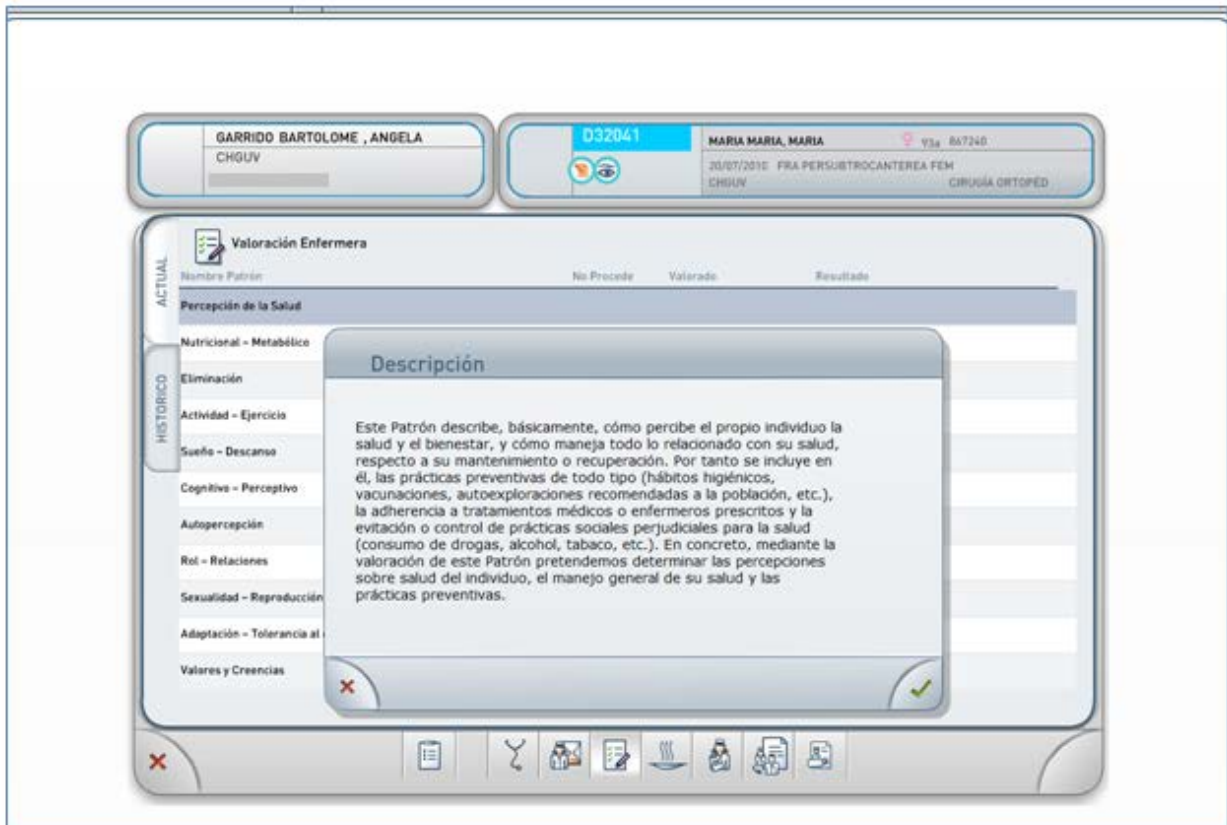 GARRIDO BARTOLOME , ANGELA
CHGUV
D32041
MARIA MARIA, MARIA 93a 867240
20/07/2010 FRA PERSUBTROCANTEREA FEM
CHGUV CIRUGÍA ORTOPÉD
ACTUAL
HISTORICO
Valoración Enfermera
Nombre Patrón No Procede Valorado Resultado
Percepción de la Salud
Nutricional - Metabólico
Eliminación
Actividad - Ejercicio
Sueño - Descanso
Cognitivo - Perceptivo
Autopercepción
Rol - Relaciones
Sexualidad - Reproducción
Adaptación - Tolerancia al
Valores y Creencias
Descripción
Este Patrón describe, básicamente, cómo percibe el propio individuo la
salud y el bienestar, y cómo maneja todo lo relacionado con su salud,
respecto a su mantenimiento o recuperación. Por tanto se incluye en
él, las prácticas preventivas de todo tipo (hábitos higiénicos,
vacunaciones, autoexploraciones recomendadas a la población, etc.),
la adherencia a tratamientos médicos o enfermeros prescritos y la
evitación o control de prácticas sociales perjudiciales para la salud
(consumo de drogas, alcohol, tabaco, etc.). En concreto, mediante la
valoración de este Patrón pretendemos determinar las percepciones
sobre salud del individuo, el manejo general de su salud y las
prácticas preventivas.